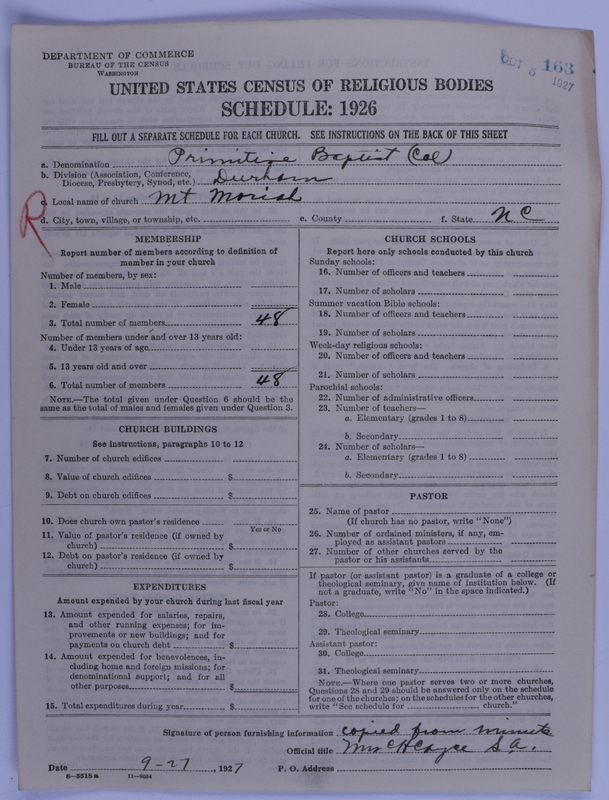 DEPARTMENT OF COMMERCE
BUREAU OF THE CENSUS
WASHINGTON
OCT 5 1927
163
UNITED STATES CENSUS OF RELIGIOUS BODIES
SCHEDULE: 1926
FILL OUT A SEPARATE SCHEDULE FOR EACH CHURCH. SEE INSTRUCTIONS ON THE BACK OF THIS SHEET
a. Denomination Primitive Baptist (Col)
b. Division (Association, Conference,
Diocese, Presbytery, Synod, etc.) Durham
c. Local name of church Mt Moriah
R
d. City, town, village, or township, etc. e. County f. State N C
MEMBERSHIP
Report number of members according to definition of
member in your church
Number of members, by sex:
1. Male
2. Female
3. Total number of members 48
Number of members under and over 13 years old:
4. Under 13 years of age
5. 13 years old and over
6. Total number of members 48
NOTE.—The total given under Question 6 should be the
same as the total of males and females given under Question 3.
CHURCH BUILDINGS
See instructions, paragraphs 10 to 12
7. Number of church edifices
8. Value of church edifices $
9. Debt on church edifices $
10. Does church own pastor's residence
Yes or No
11. Value of pastor's residence (if owned by
church) $
12. Debt on pastor's residence (if owned by
church) $
EXPENDITURES
Amount expended by your church during last fiscal year
13. Amount expended for salaries, repairs,
and other running expenses; for im-
provements or new buildings; and for
payments on church debt $
14. Amount expended for benevolences, in-
cluding home and foreign missions; for
denominational support; and for all
other purposes $
15. Total expenditures during year $
CHURCH SCHOOLS
Report here only schools conducted by this church
Sunday schools:
16. Number of officers and teachers
17. Number of scholars
Summer vacation Bible schools:
18. Number of officers and teachers
19. Number of scholars
Week-day religious schools:
20. Number of officers and teachers
21. Number of scholars
Parochial schools:
22. Number of administrative officers
23. Number of teachers—
a. Elementary (grades 1 to 8)
b. Secondary
24. Number of scholars—
a. Elementary (grades 1 to 8)
b. Secondary
PASTOR
25. Name of pastor
(If church has no pastor, write "None")
26. Number of ordained ministers, if any, em-
ployed as assistant pastors
27. Number of other churches served by the
pastor or his assistants
If pastor (or assistant pastor) is a graduate of a college or
theological seminary, give name of institution below. (If
not a graduate, write "No" in the space indicated.)
Pastor:
28. College
29. Theological seminary
Assistant pastor:
30. College
31. Theological seminary
NOTE.—Where one pastor serves two or more churches,
Questions 28 and 29 should be answered only on the schedule
for one of the churches; on the schedules for the other churches,
write "See schedule for church."
Signature of person furnishing information copied from minute
Official title Mrs C H Cayce S.A.
Date 9-27, 1927 P. O. Address
8-5518a 11-9034